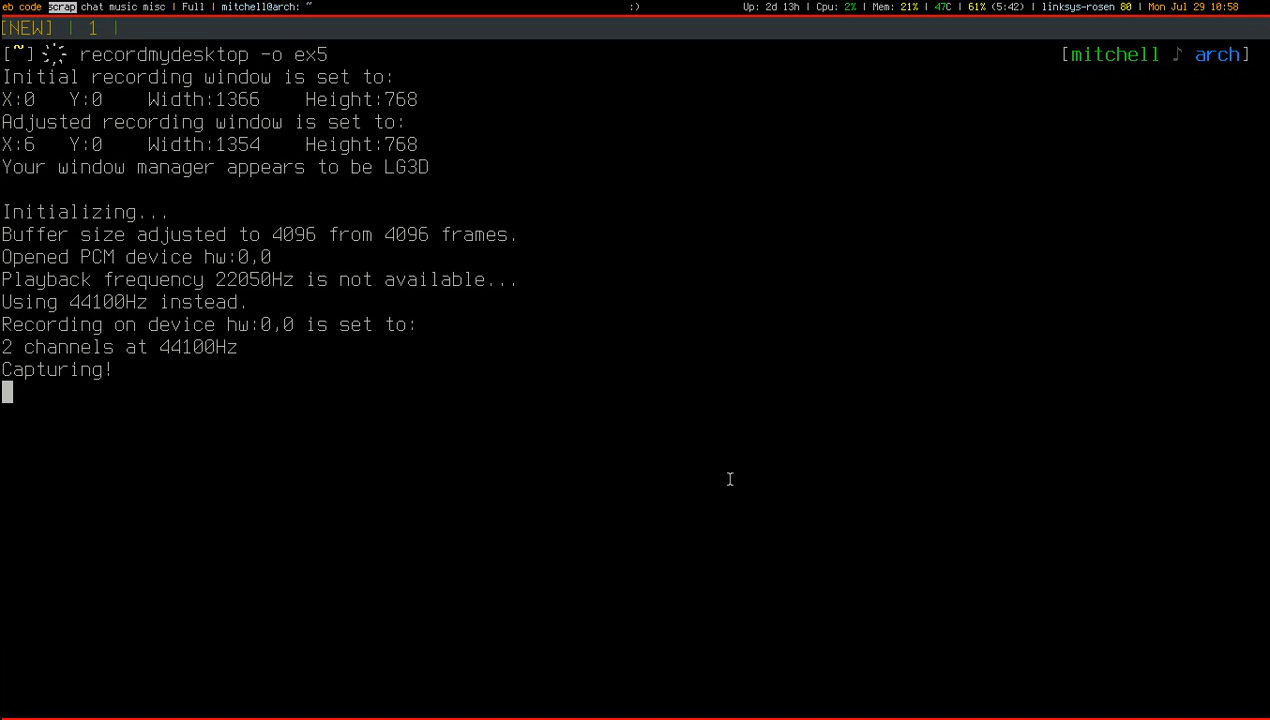 eb code scrap chat music misc | Full | mitchell@arch: ~ :) Up: 2d 13h | Cpu: 2% | Mem: 21% | 47C | 61% (5:42) | linksys-rosen 80 | Mon Jul 29 10:58
[NEW] | 1 |
[~] recordmydesktop -o ex5 [mitchell ♪ arch]
Initial recording window is set to:
X:0 Y:0 Width:1366 Height:768
Adjusted recording window is set to:
X:6 Y:0 Width:1354 Height:768
Your window manager appears to be LG3D
Initializing...
Buffer size adjusted to 4096 from 4096 frames.
Opened PCM device hw:0,0
Playback frequency 22050Hz is not available...
Using 44100Hz instead.
Recording on device hw:0,0 is set to:
2 channels at 44100Hz
Capturing!